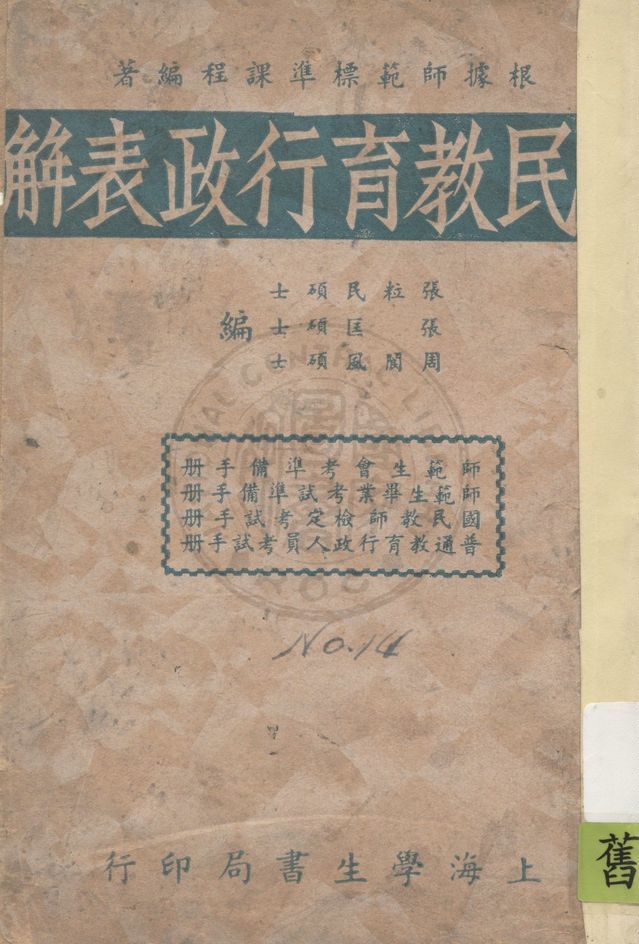 根據師範標準課程編著
民教育行政表解
張粒民碩士
張匡碩士
周閬風碩士
編
師範生會考準備手册
師範生畢業考試準備手册
國民教師檢定考試手册
普通教育行政人員考試手册
NO.14
上海學生書局印行
舊